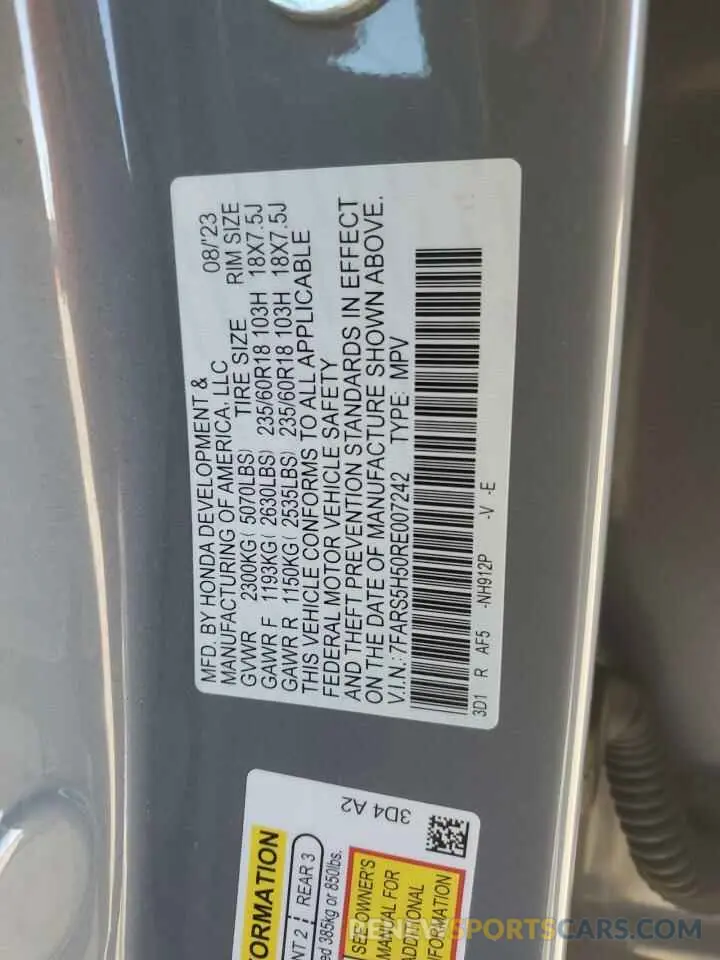 MFD. BY HONDA DEVELOPMENT &
MANUFACTURING OF AMERICA, LLC 08/'23
GVWR 2300KG( 5070LBS) TIRE SIZE RIM SIZE
GAWR F 1193KG( 2630LBS) 235/60R18 103H 18X7.5J
GAWR R 1150KG( 2535LBS) 235/60R18 103H 18X7.5J
THIS VEHICLE CONFORMS TO ALL APPLICABLE
FEDERAL MOTOR VEHICLE SAFETY
AND THEFT PREVENTION STANDARDS IN EFFECT
ON THE DATE OF MANUFACTURE SHOWN ABOVE.
V.I.N.: 7FARS5H50RE007242 TYPE: MPV
3D1 R AF5 -NH912P -V -E
3D4 A2
ORMATION
NT 2 REAR 3
ed 385kg or 850lbs.
SEE OWNER'S
MANUAL FOR
ADDITIONAL
INFORMATION
RENEWSPORTSCARS.COM